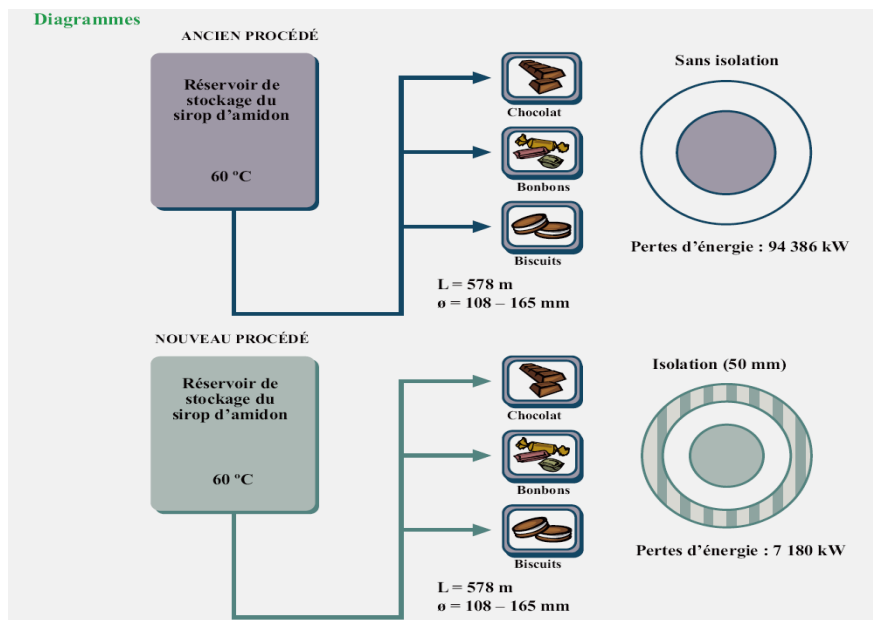 Diagrammes
ANCIEN PROCÉDÉ
Réservoir de
stockage du
sirop d’amidon
60 ºC
Chocolat
Bonbons
Biscuits
L = 578 m
ø = 108 – 165 mm
Sans isolation
Pertes d’énergie : 94 386 kW
NOUVEAU PROCÉDÉ
Réservoir de
stockage du
sirop d’amidon
60 ºC
Chocolat
Bonbons
Biscuits
L = 578 m
ø = 108 – 165 mm
Isolation (50 mm)
Pertes d’énergie : 7 180 kW